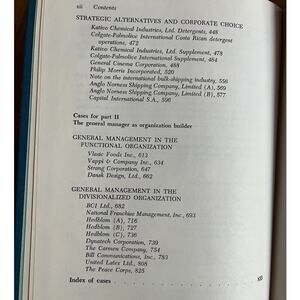 xii Contents
STRATEGIC ALTERNATIVES AND CORPORATE CHOICE
Kativo Chemical Industries, Ltd. Detergents, 448
Colgate-Palmolive International Costa Rican detergent
operations, 472
Kativo Chemical Industries, Ltd. Supplement, 478
Colgate-Palmolive International Supplement, 484
General Cinema Corporation, 488
Philip Morris Incorporated, 520
Note on the international bulk-shipping industry, 556
Anglo Norness Shipping Company, Limited (A), 569
Anglo Norness Shipping Company, Limited (B), 577
Capital International S.A., 596
Cases for part II
The general manager as organization builder
GENERAL MANAGEMENT IN THE
FUNCTIONAL ORGANIZATION
Vlasic Foods Inc., 613
Vappi & Company Inc., 634
Strang Corporation, 647
Dansk Design, Ltd., 662
GENERAL MANAGEMENT IN THE
DIVISIONALIZED ORGANIZATION
BCI Ltd., 682
National Franchise Management, Inc., 693
Hedblom (A), 716
Hedblom (B), 727
Hedblom (C), 736
Dynatech Corporation, 739
The Carmen Company, 754
Bill Communications, Inc., 783
United Latex Ltd., 808
The Peace Corps, 825
Index of cases